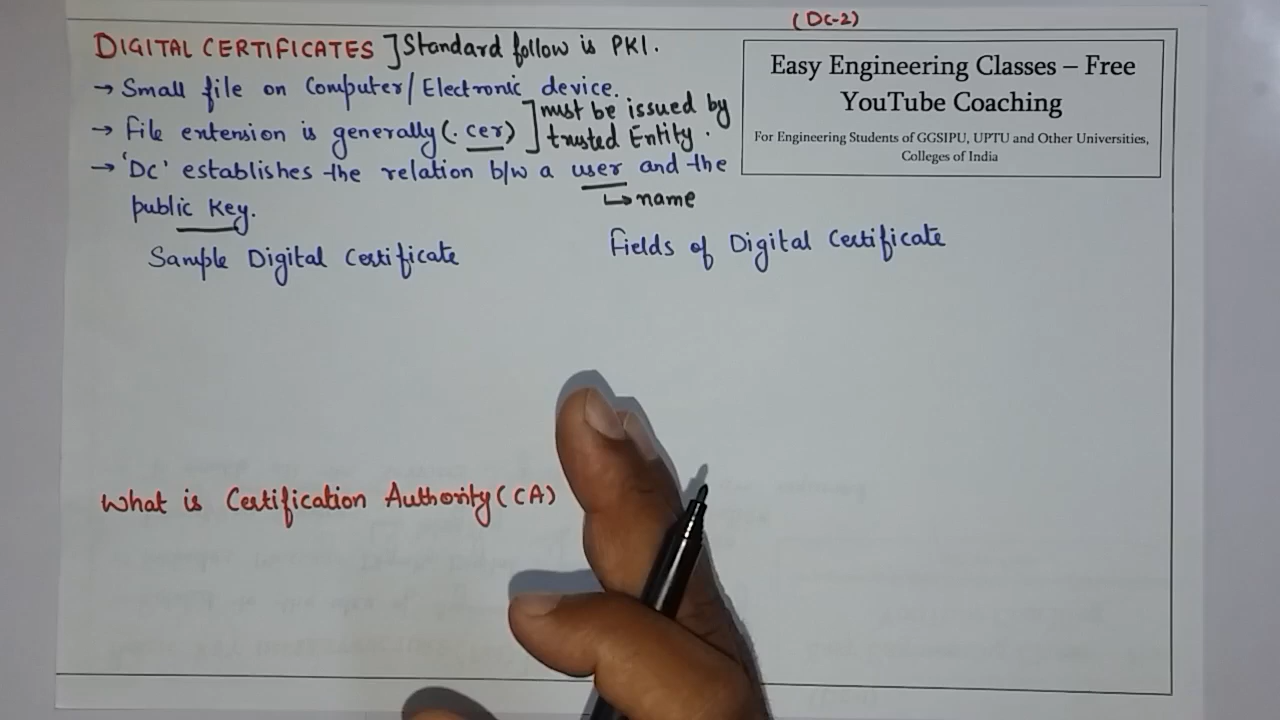 (DC-2)
DIGITAL CERTIFICATES ] Standard follow is PKI.
→ Small file on Computer/Electronic device.
→ File extension is generally (.cer) ] must be issued by
trusted Entity.
→ 'DC' establishes the relation b/w a user and the
↳ name
public Key.
Sample Digital Certificate
Fields of Digital Certificate
What is Certification Authority (CA)
Easy Engineering Classes – Free
YouTube Coaching
For Engineering Students of GGSIPU, UPTU and Other Universities,
Colleges of India